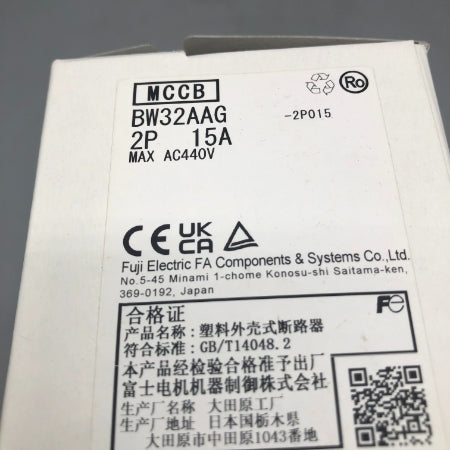 MCCB
Ro
BW32AAG -2P015
2P 15A
MAX AC440V
CE UK CA
Fuji Electric FA Components & Systems Co.,Ltd.
No.5-45 Minami 1-chome Konosu-shi Saitama-ken,
369-0192, Japan
合格证
Fe
产品名称: 塑料外壳式断路器
符合标准: GB/T14048.2
本产品经检验合格准予出厂
富士电机机器制御株式会社
生产厂名称 大田原工厂
生产厂地址 日本国栃木県
大田原市中田原1043番地